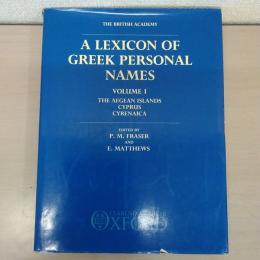 THE BRITISH ACADEMY
A LEXICON OF
GREEK PERSONAL
NAMES
VOLUME I
THE AEGEAN ISLANDS
CYPRUS
CYRENAICA
EDITED BY
P. M. FRASER
AND
E. MATTHEWS
OXFORD